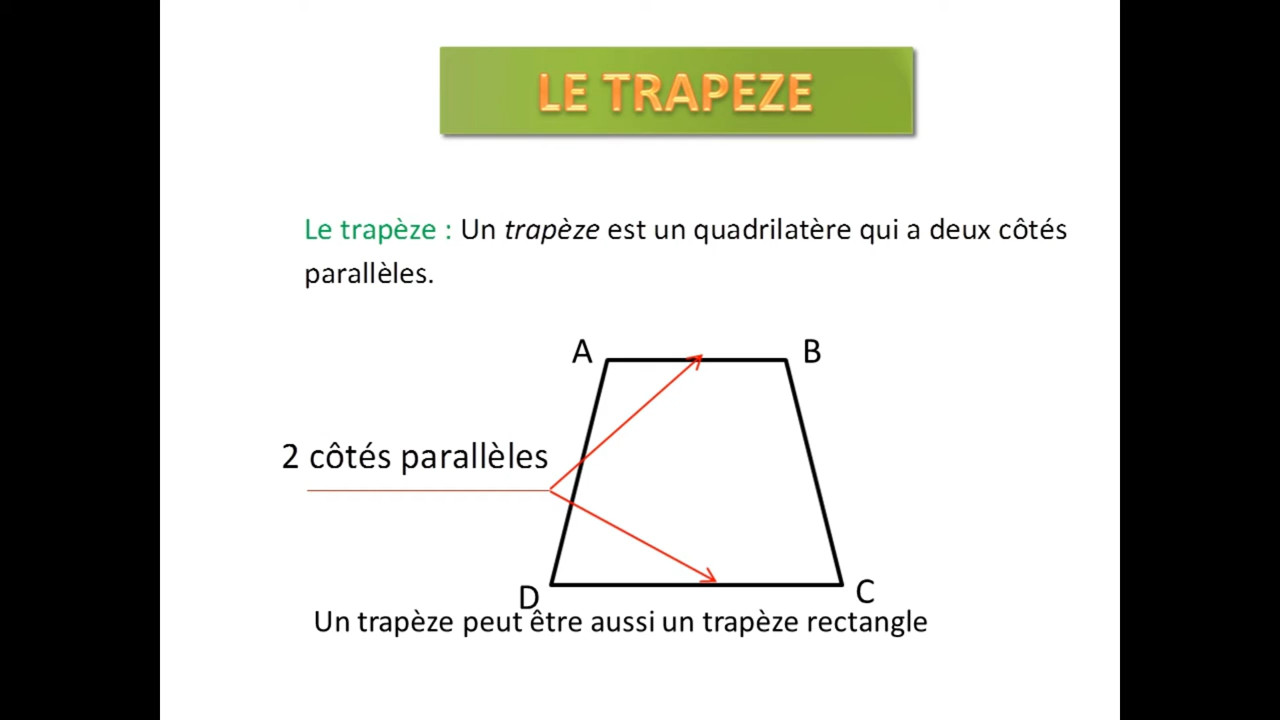 LE TRAPEZE
Le trapèze : Un trapèze est un quadrilatère qui a deux côtés
parallèles.
A
B
2 côtés parallèles
D
C
Un trapèze peut être aussi un trapèze rectangle